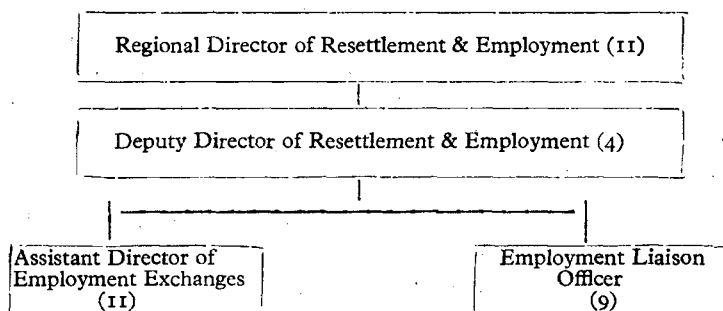 Regional Director of Resettlement & Employment (11)
Deputy Director of Resettlement & Employment (4)
Assistant Director of
Employment Exchanges
(11)
Employment Liaison
Officer
(9)